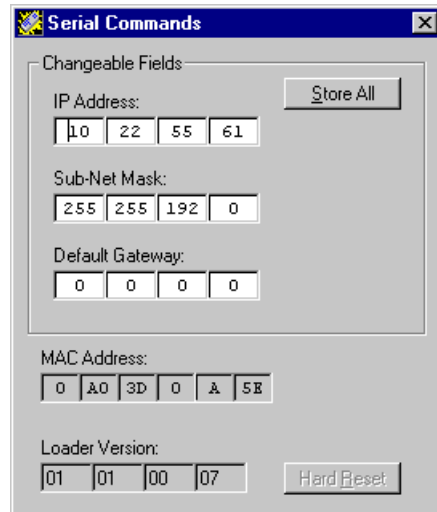 Serial Commands
Changeable Fields
IP Address:
Store All
10 22 55 61
Sub-Net Mask:
255 255 192 0
Default Gateway:
0 0 0 0
MAC Address:
0 A0 3D 0 A 5E
Loader Version:
01 01 00 07
Hard Reset